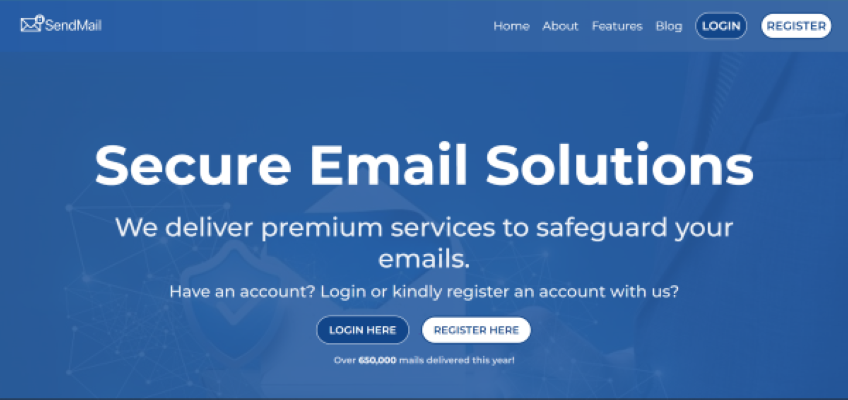 SendMail
Home About Features Blog LOGIN REGISTER
Secure Email Solutions
We deliver premium services to safeguard your
emails.
Have an account? Login or kindly register an account with us?
LOGIN HERE REGISTER HERE
Over 650,000 mails delivered this year!